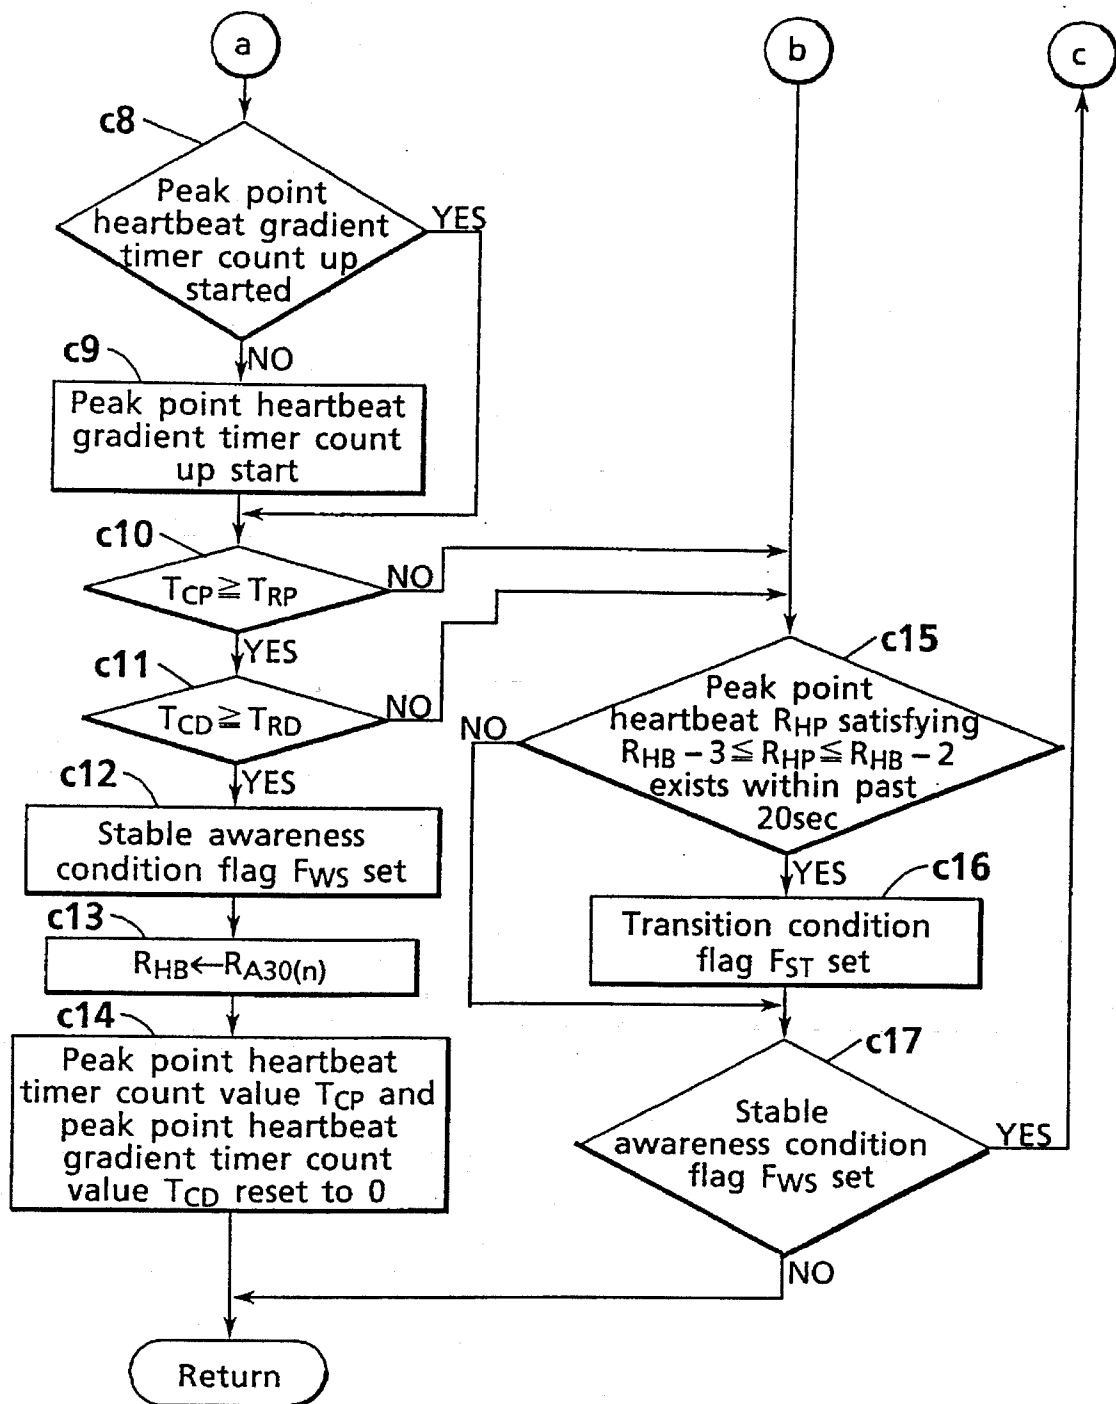 a
b
c
c8
Peak point
heartbeat gradient
timer count up
started
YES
NO
c9
Peak point heartbeat
gradient timer count
up start
c10
TCP ≧ TRP
NO
YES
c11
TCD ≧ TRD
NO
YES
c12
Stable awareness
condition flag FWS set
c13
RHB←RA30(n)
c14
Peak point heartbeat
timer count value TCP and
peak point heartbeat
gradient timer count
value TCD reset to 0
c15
Peak point
heartbeat RHP satisfying
RHB – 3 ≦ RHP ≦ RHB – 2
exists within past
20sec
NO
YES
c16
Transition condition
flag FST set
c17
Stable
awareness condition
flag FWS set
YES
NO
Return